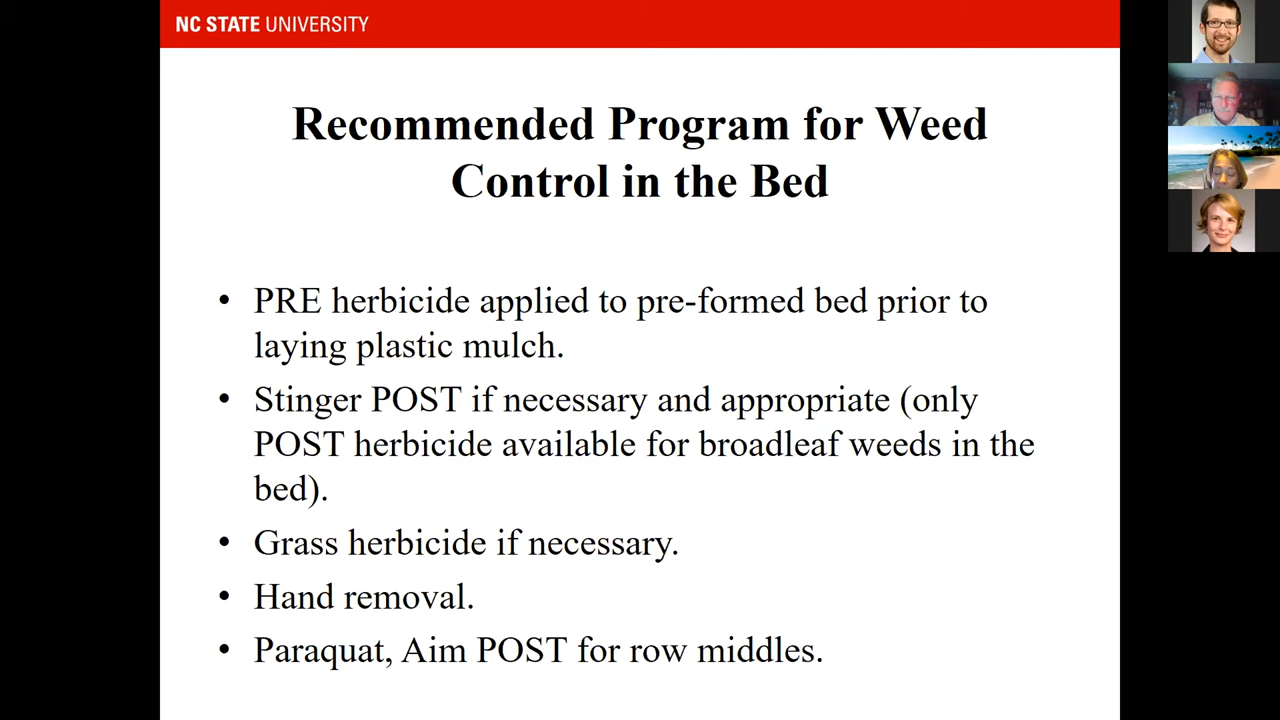 NC STATE UNIVERSITY
Recommended Program for Weed
Control in the Bed
• PRE herbicide applied to pre-formed bed prior to
laying plastic mulch.
• Stinger POST if necessary and appropriate (only
POST herbicide available for broadleaf weeds in the
bed).
• Grass herbicide if necessary.
• Hand removal.
• Paraquat, Aim POST for row middles.